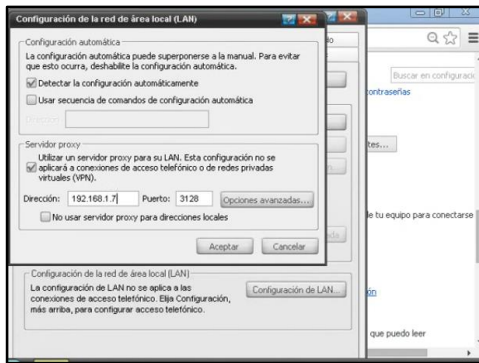 Configuración de la red de área local (LAN)
Configuración automática
La configuración automática puede superponerse a la manual. Para evitar
que esto ocurra, deshabilite la configuración automática.
Detectar la configuración automáticamente
Usar secuencia de comandos de configuración automática
Servidor proxy
Utilizar un servidor proxy para su LAN. Esta configuración no se
aplicará a conexiones de acceso telefónico o de redes privadas
virtuales (VPN).
Dirección: 192.168.1.7 Puerto: 3128 Opciones avanzadas...
No usar servidor proxy para direcciones locales
Aceptar Cancelar
Configuración de la red de área local (LAN)
La configuración de LAN no se aplica a las
conexiones de acceso telefónico. Elija Configuración,
más arriba, para configurar acceso telefónico.
Configuración de LAN...
Buscar en configuració
contraseñas
tes...
de tu equipo para conectarse
ón
que puedo leer